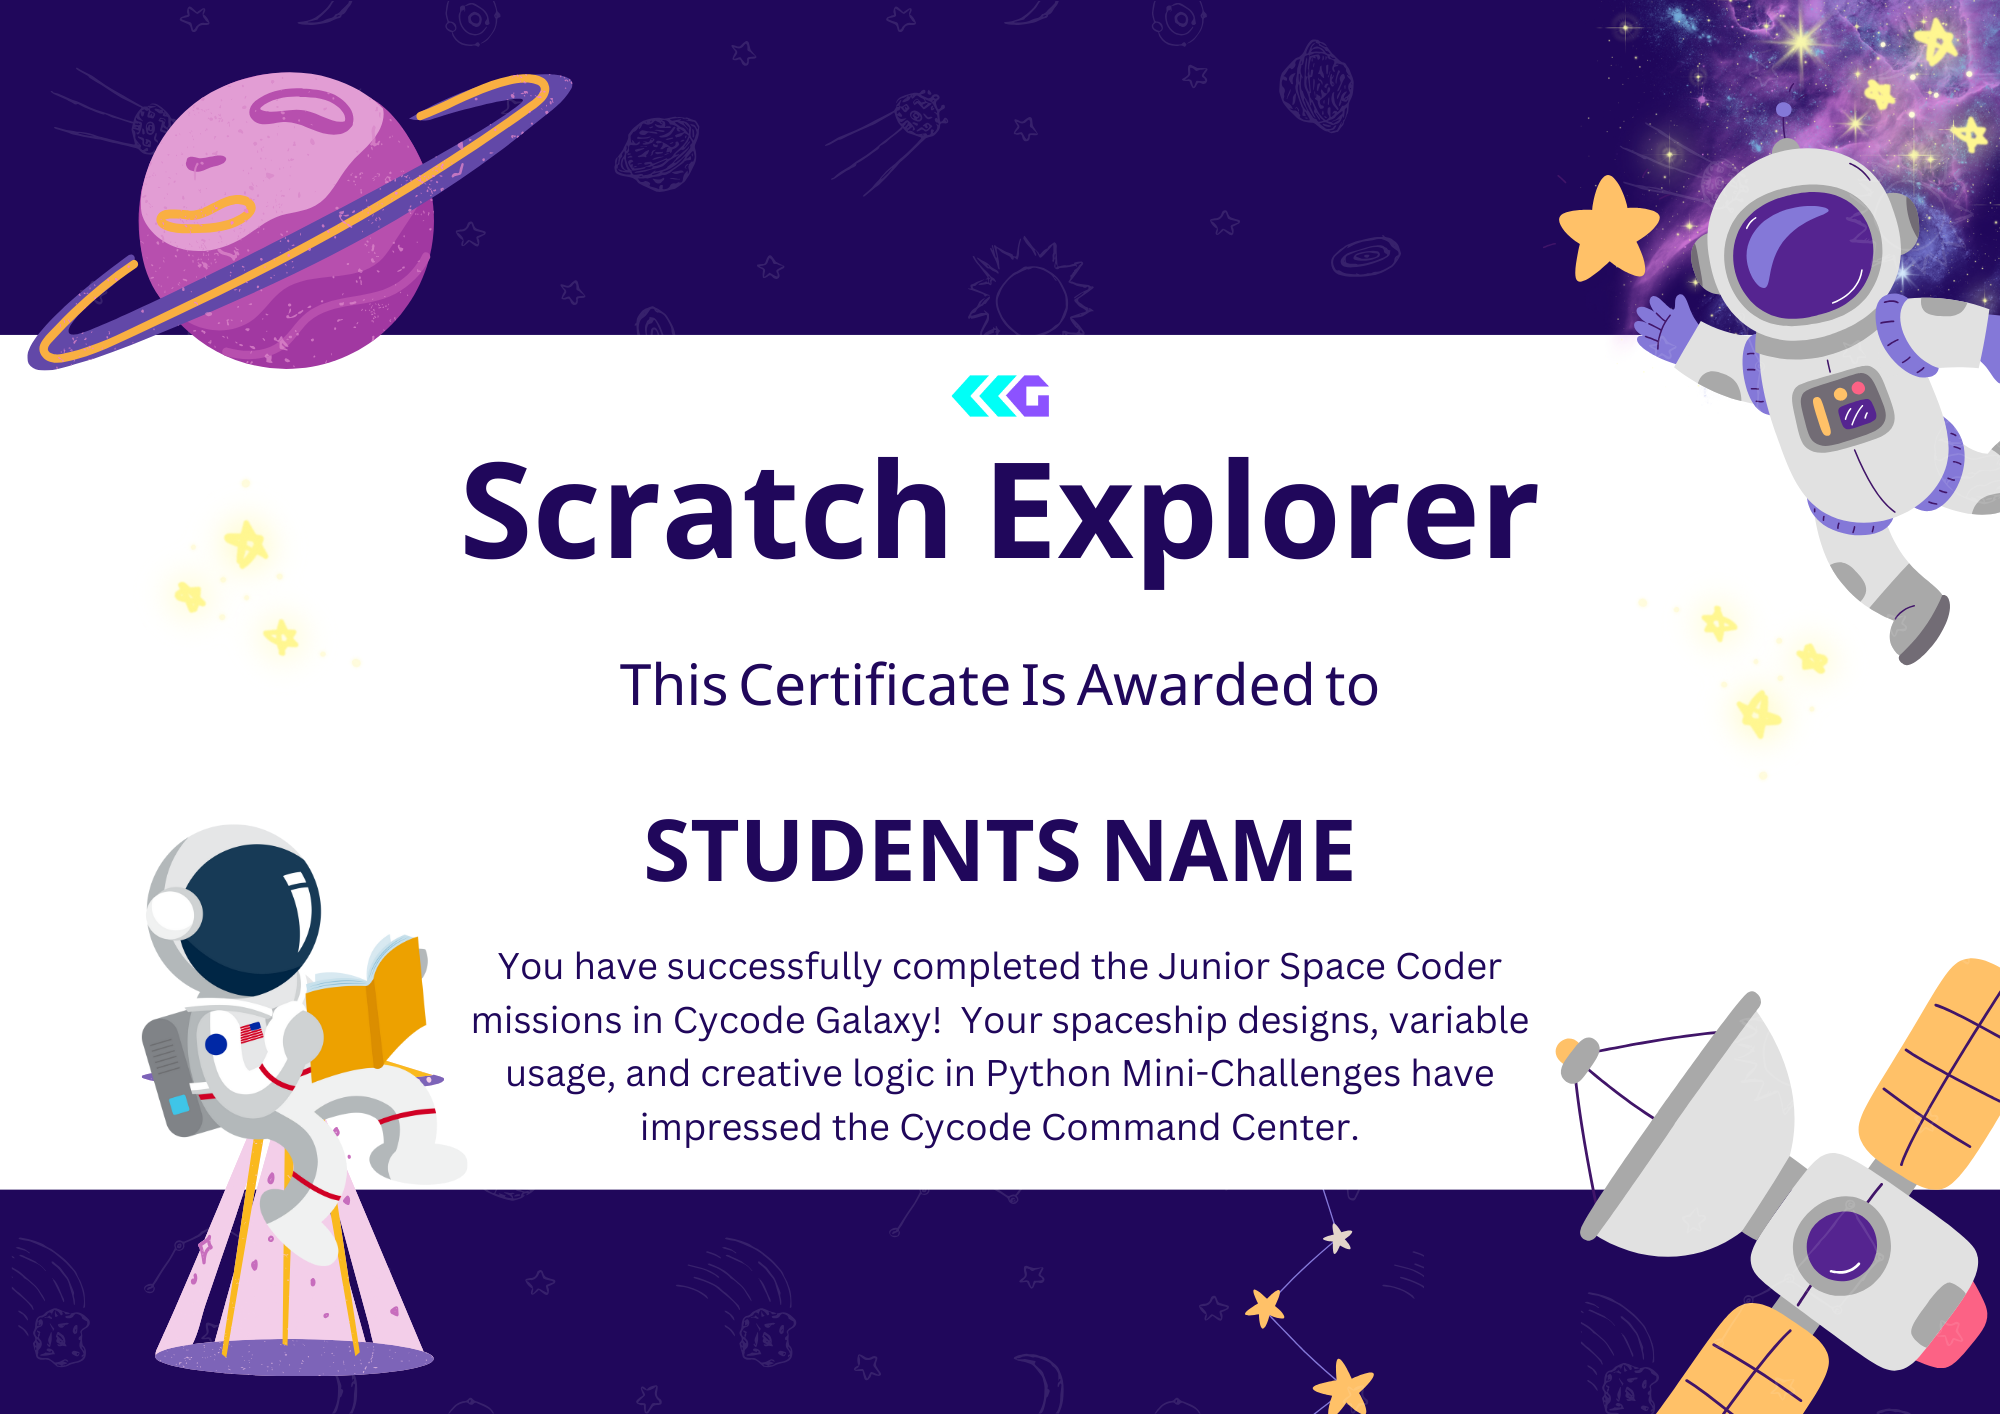 Scratch Explorer
This Certificate Is Awarded to
STUDENTS NAME
You have successfully completed the Junior Space Coder
missions in Cycode Galaxy!  Your spaceship designs, variable
usage, and creative logic in Python Mini-Challenges have
impressed the Cycode Command Center.